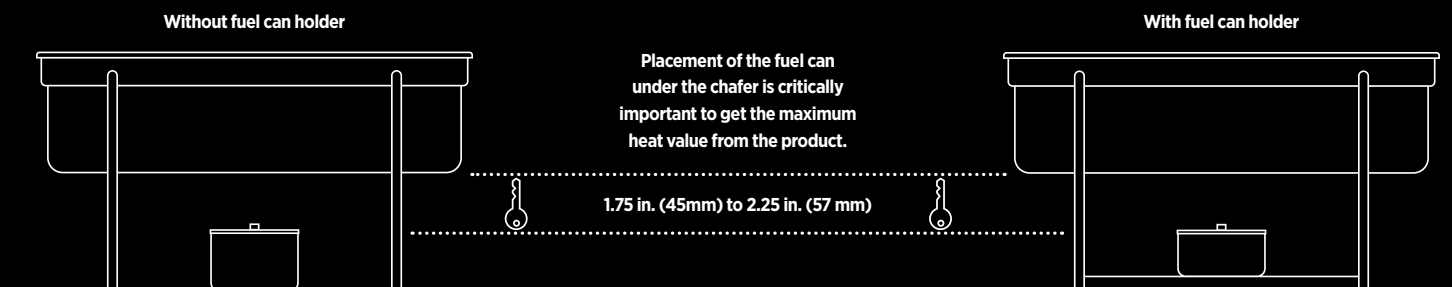 Without fuel can holder
With fuel can holder
Placement of the fuel can
under the chafer is critically
important to get the maximum
heat value from the product.
1.75 in. (45mm) to 2.25 in. (57 mm)